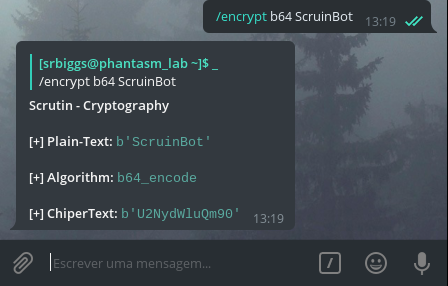 /encrypt b64 ScruinBot
13:19
[srbiggs@phantasm_lab ~]$ _
/encrypt b64 ScruinBot
Scrutin - Cryptography
[+] Plain-Text: b'ScruinBot'
[+] Algorithm: b64_encode
[+] ChiperText: b'U2NydWluQm90'
13:19
Escrever uma mensagem...
/